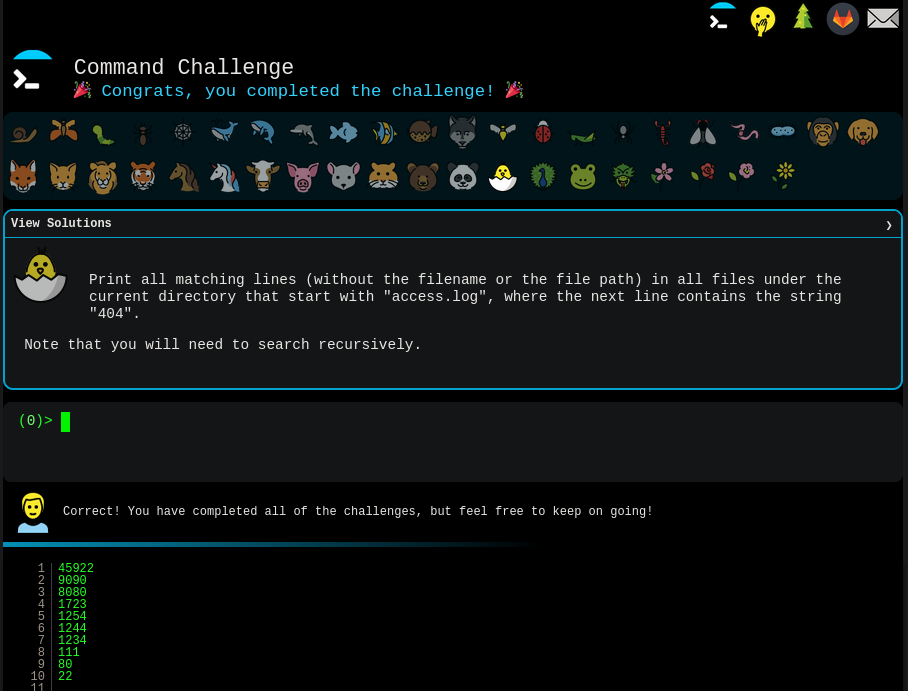 Command Challenge
🎉 Congrats, you completed the challenge! 🎉
View Solutions ❯
Print all matching lines (without the filename or the file path) in all files under the
current directory that start with "access.log", where the next line contains the string
"404".
Note that you will need to search recursively.
(0)>
Correct! You have completed all of the challenges, but feel free to keep on going!
1 45922
2 9090
3 8080
4 1723
5 1254
6 1244
7 1234
8 111
9 80
10 22
11